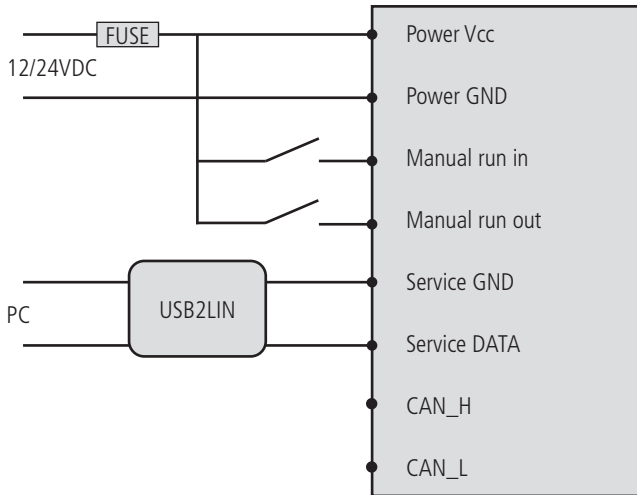 FUSE
Power Vcc
12/24VDC
Power GND
Manual run in
Manual run out
Service GND
USB2LIN
PC
Service DATA
CAN_H
CAN_L